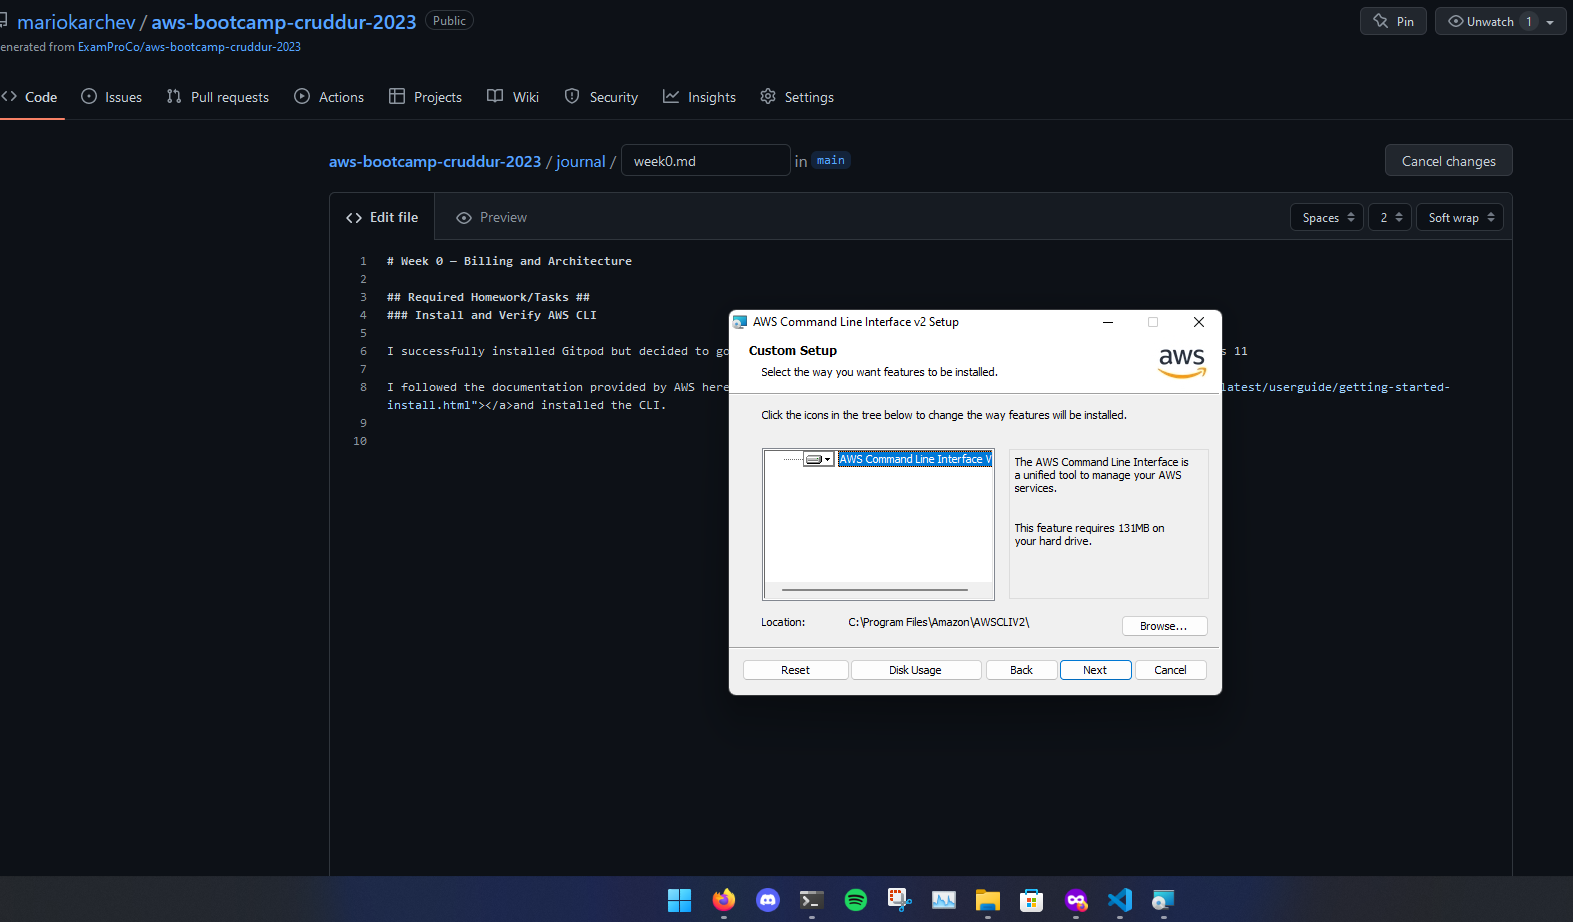 mariokarchev / aws-bootcamp-cruddur-2023 Public
Pin
Unwatch 1
enerated from ExamProCo/aws-bootcamp-cruddur-2023
Code Issues Pull requests Actions Projects Wiki Security Insights Settings
aws-bootcamp-cruddur-2023 / journal / week0.md in main
Cancel changes
Edit file Preview
Spaces 2 Soft wrap
1 # Week 0 — Billing and Architecture
2
3 ## Required Homework/Tasks ##
4 ### Install and Verify AWS CLI
5
6 I successfully installed Gitpod but decided to go s 11
7
8 I followed the documentation provided by AWS here latest/userguide/getting-started-
install.html"></a>and installed the CLI.
9
10
AWS Command Line Interface v2 Setup
Custom Setup
Select the way you want features to be installed.
aws
Click the icons in the tree below to change the way features will be installed.
AWS Command Line Interface V
The AWS Command Line Interface is
a unified tool to manage your AWS
services.
This feature requires 131MB on
your hard drive.
Location: C:\Program Files\Amazon\AWSCLIV2\
Browse...
Reset Disk Usage Back Next Cancel